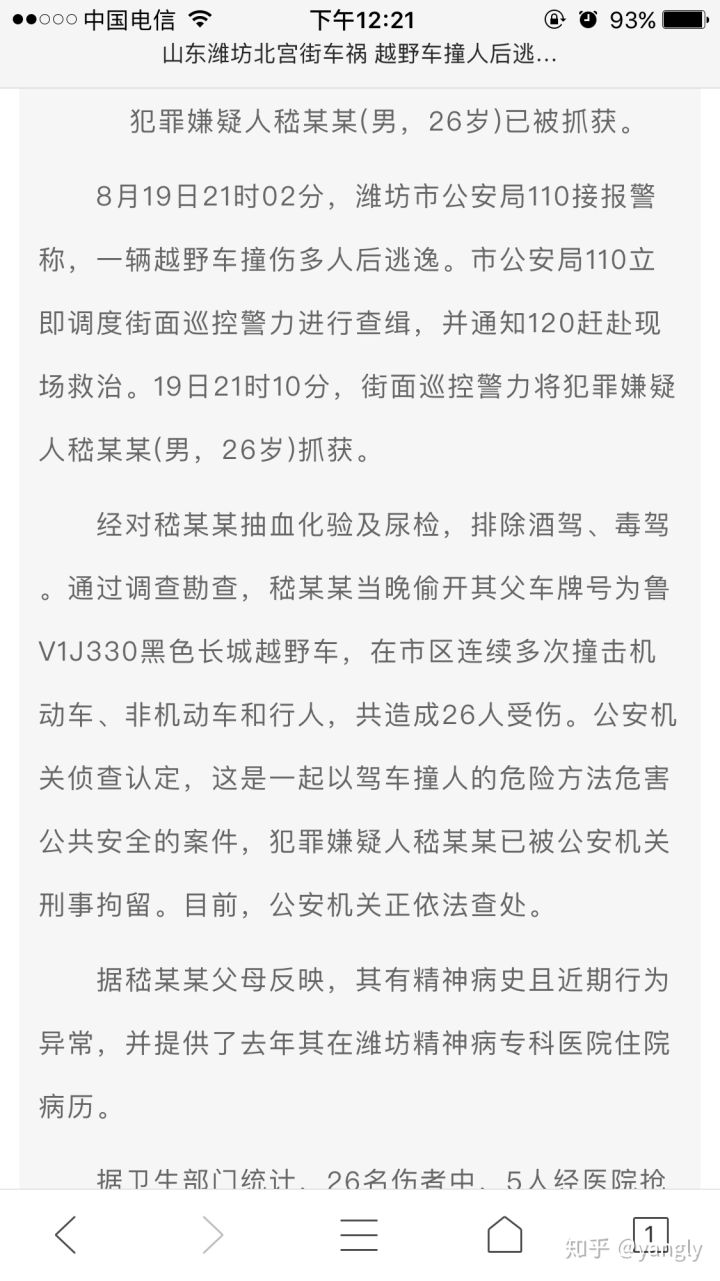 中国电信 下午12:21 93%
山东潍坊北宫街车祸 越野车撞人后逃...
犯罪嫌疑人嵇某某(男，26岁)已被抓获。
8月19日21时02分，潍坊市公安局110接报警
称，一辆越野车撞伤多人后逃逸。市公安局110立
即调度街面巡控警力进行查缉，并通知120赶赴现
场救治。19日21时10分，街面巡控警力将犯罪嫌疑
人嵇某某(男，26岁)抓获。
经对嵇某某抽血化验及尿检，排除酒驾、毒驾
。通过调查勘查，嵇某某当晚偷开其父车牌号为鲁
V1J330黑色长城越野车，在市区连续多次撞击机
动车、非机动车和行人，共造成26人受伤。公安机
关侦查认定，这是一起以驾车撞人的危险方法危害
公共安全的案件，犯罪嫌疑人嵇某某已被公安机关
刑事拘留。目前，公安机关正依法查处。
据嵇某某父母反映，其有精神病史且近期行为
异常，并提供了去年其在潍坊精神病专科医院住院
病历。
据卫生部门统计，26名伤者中，5人经医院抢
1
知乎 @yangly